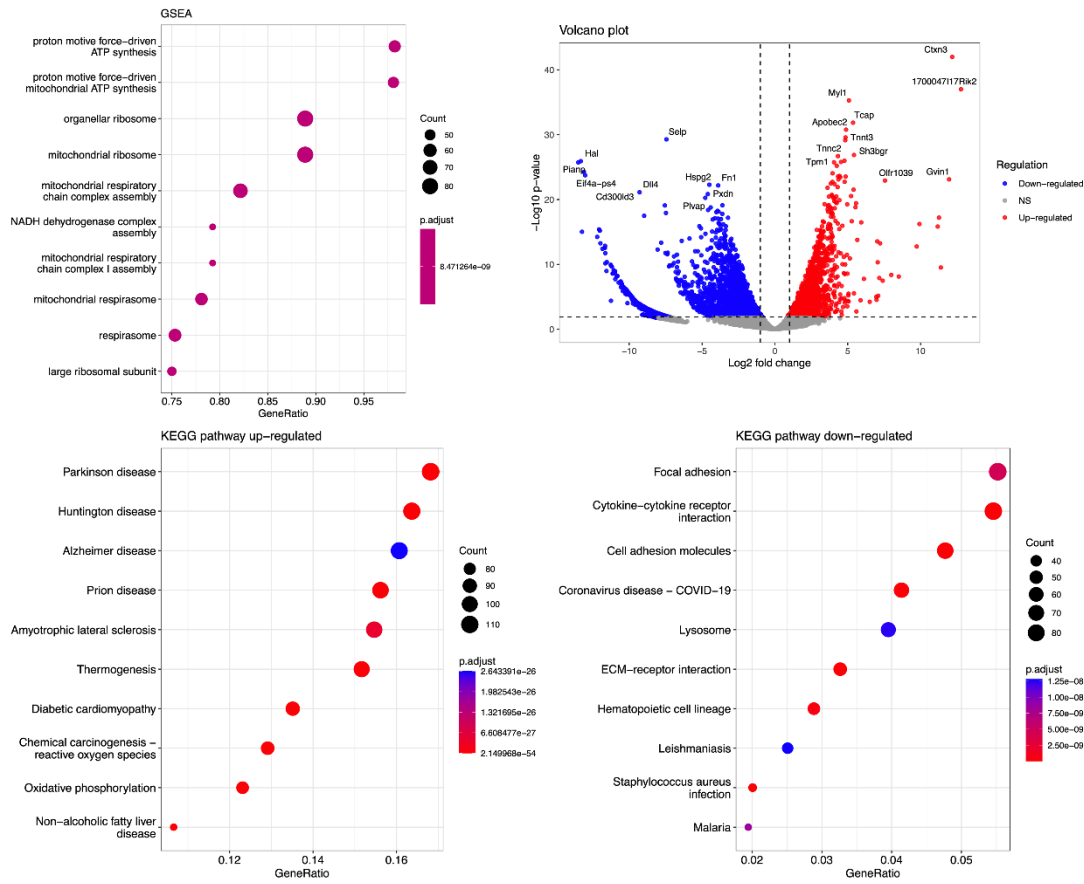 GSEA
proton motive force−driven
ATP synthesis
proton motive force−driven
mitochondrial ATP synthesis
organellar ribosome
mitochondrial ribosome
mitochondrial respiratory
chain complex assembly
NADH dehydrogenase complex
assembly
mitochondrial respiratory
chain complex I assembly
mitochondrial respirasome
respirasome
large ribosomal subunit
0.75 0.80 0.85 0.90 0.95
GeneRatio
Count
50
60
70
80
p.adjust
8.471264e−09
Volcano plot
Ctxn3
1700047I17Rik2
Myl1
Tcap
Apobec2
Tnnt3
Selp
Tnnc2
Sh3bgr
Hal
Tpm1
Gvin1
Olfr1039
Eif4a−ps4
Dll4
Hspg2
Fn1
Cd300ld3
Pxdn
Plvap
40
30
20
10
0
−Log10 p−value
−10 −5 0 5 10
Log2 fold change
Regulation
Down−regulated
NS
Up−regulated
KEGG pathway up−regulated
Parkinson disease
Huntington disease
Alzheimer disease
Prion disease
Amyotrophic lateral sclerosis
Thermogenesis
Diabetic cardiomyopathy
Chemical carcinogenesis −
reactive oxygen species
Oxidative phosphorylation
Non−alcoholic fatty liver
disease
0.12 0.14 0.16
GeneRatio
Count
80
90
100
110
p.adjust
2.643391e−26
1.982543e−26
1.321695e−26
6.608477e−27
2.149968e−54
KEGG pathway down−regulated
Focal adhesion
Cytokine−cytokine receptor
interaction
Cell adhesion molecules
Coronavirus disease − COVID−19
Lysosome
ECM−receptor interaction
Hematopoietic cell lineage
Leishmaniasis
Staphylococcus aureus
infection
Malaria
0.02 0.03 0.04 0.05
GeneRatio
Count
40
50
60
70
80
p.adjust
1.25e−08
1.00e−08
7.50e−09
5.00e−09
2.50e−09